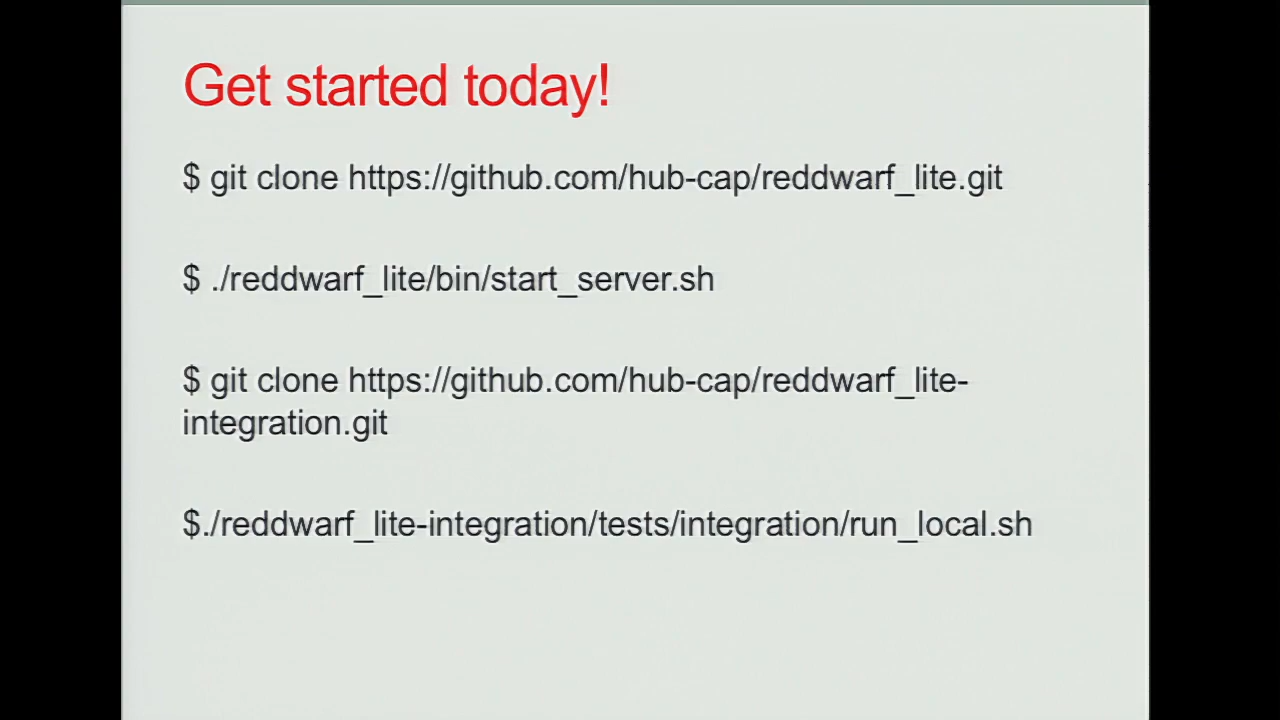 Get started today!
$ git clone https://github.com/hub-cap/reddwarf_lite.git
$ ./reddwarf_lite/bin/start_server.sh
$ git clone https://github.com/hub-cap/reddwarf_lite-
integration.git
$./reddwarf_lite-integration/tests/integration/run_local.sh